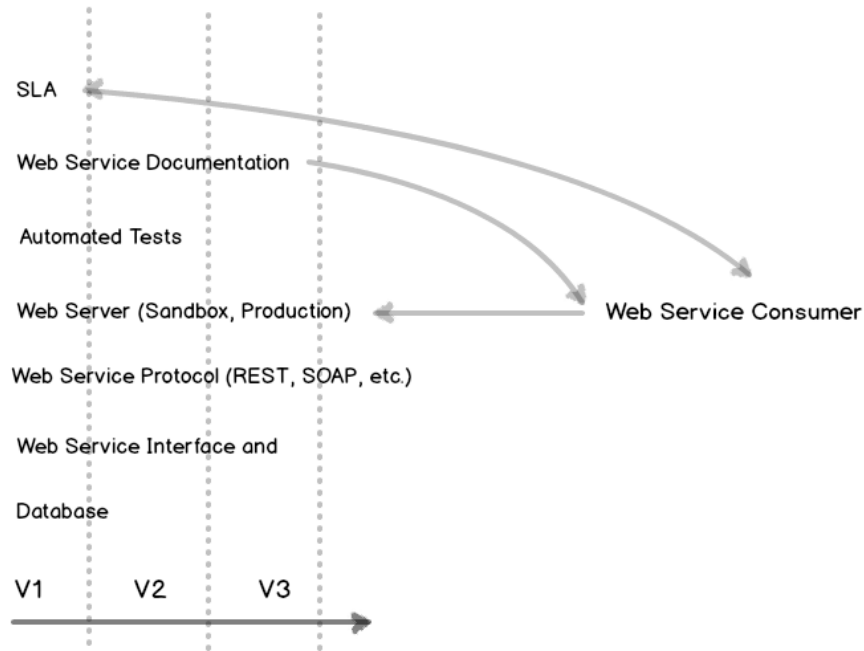 SLA
Web Service Documentation
Automated Tests
Web Server (Sandbox, Production)
Web Service Consumer
Web Service Protocol (REST, SOAP, etc.)
Web Service Interface and
Database
V1 V2 V3